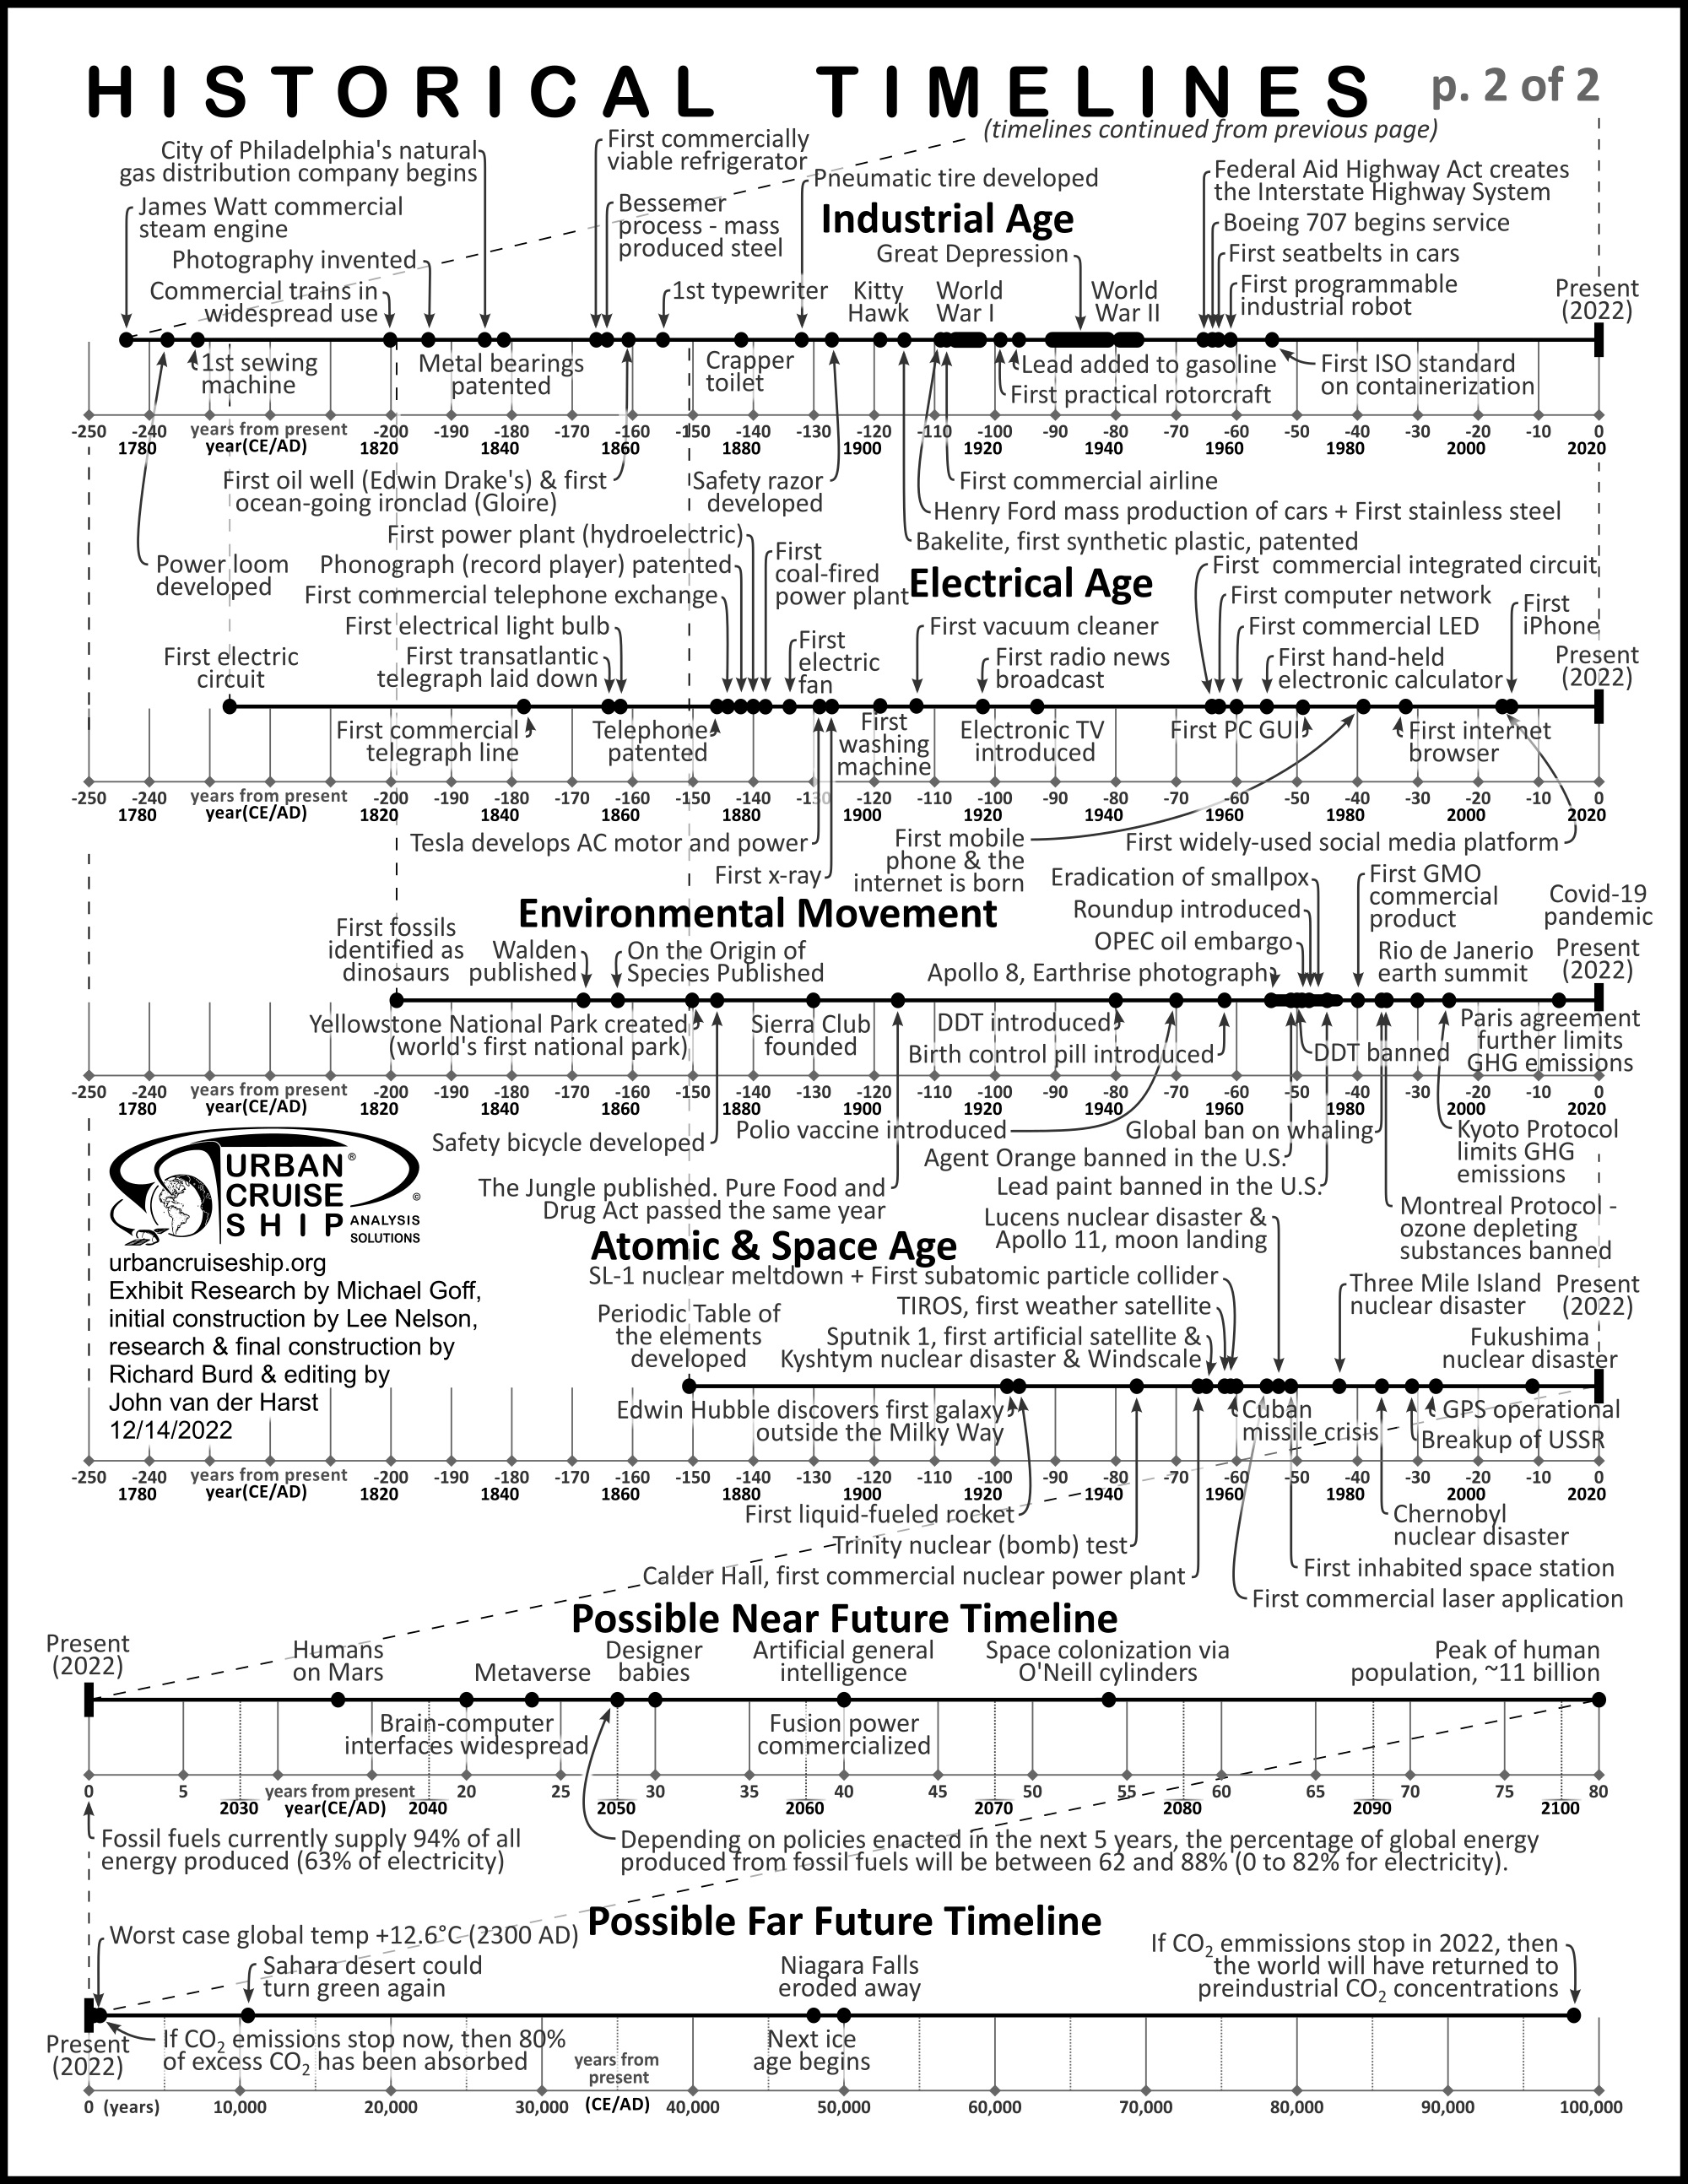 HISTORICAL TIMELINES p. 2 of 2
(timelines continued from previous page)
City of Philadelphia's natural
gas distribution company begins
First commercially
viable refrigerator
Pneumatic tire developed
Federal Aid Highway Act creates
the Interstate Highway System
James Watt commercial
steam engine
Bessemer
process - mass
produced steel
Industrial Age
Boeing 707 begins service
Photography invented
Great Depression
First seatbelts in cars
Commercial trains in
widespread use
1st typewriter
Kitty
Hawk
World
War I
World
War II
First programmable
industrial robot
Present
(2022)
1st sewing
machine
Metal bearings
patented
Crapper
toilet
Lead added to gasoline
First practical rotorcraft
First ISO standard
on containerization
-250 -240 years from present -200 -190 -180 -170 -160 -150 -140 -130 -120 -110 -100 -90 -80 -70 -60 -50 -40 -30 -20 -10 0
1780 year(CE/AD) 1820 1840 1860 1880 1900 1920 1940 1960 1980 2000 2020
First oil well (Edwin Drake's) & first
ocean-going ironclad (Gloire)
Safety razor
developed
First commercial airline
Henry Ford mass production of cars + First stainless steel
Bakelite, first synthetic plastic, patented
Power loom
developed
First power plant (hydroelectric)
Phonograph (record player) patented
First commercial telephone exchange
First
coal-fired
power plant
Electrical Age
First commercial integrated circuit
First computer network
First
iPhone
First electrical light bulb
First vacuum cleaner
First commercial LED
First electric
circuit
First transatlantic
telegraph laid down
First
electric
fan
First radio news
broadcast
First hand-held
electronic calculator
Present
(2022)
First commercial
telegraph line
Telephone
patented
First
washing
machine
Electronic TV
introduced
First PC GUI
First internet
browser
-250 -240 years from present -200 -190 -180 -170 -160 -150 -140 -130 -120 -110 -100 -90 -80 -70 -60 -50 -40 -30 -20 -10 0
1780 year(CE/AD) 1820 1840 1860 1880 1900 1920 1940 1960 1980 2000 2020
Tesla develops AC motor and power
First x-ray
First mobile
phone & the
internet is born
First widely-used social media platform
Environmental Movement
Eradication of smallpox
Roundup introduced
OPEC oil embargo
Apollo 8, Earthrise photograph
First GMO
commercial
product
Covid-19
pandemic
First fossils
identified as
dinosaurs
Walden
published
On the Origin of
Species Published
Rio de Janerio
earth summit
Present
(2022)
Yellowstone National Park created
(world's first national park)
Sierra Club
founded
DDT introduced
Birth control pill introduced
DDT banned
Paris agreement
further limits
GHG emissions
-250 -240 years from present -200 -190 -180 -170 -160 -150 -140 -130 -120 -110 -100 -90 -80 -70 -60 -50 -40 -30 -20 -10 0
1780 year(CE/AD) 1820 1840 1860 1880 1900 1920 1940 1960 1980 2000 2020
Safety bicycle developed
Polio vaccine introduced
Global ban on whaling
Agent Orange banned in the U.S.
Lead paint banned in the U.S.
Kyoto Protocol
limits GHG
emissions
The Jungle published. Pure Food and
Drug Act passed the same year
Montreal Protocol -
ozone depleting
substances banned
URBAN®
CRUISE
SHIP ANALYSIS
SOLUTIONS
©
urbancruiseship.org
Exhibit Research by Michael Goff,
initial construction by Lee Nelson,
research & final construction by
Richard Burd & editing by
John van der Harst
12/14/2022
Atomic & Space Age
Lucens nuclear disaster &
Apollo 11, moon landing
SL-1 nuclear meltdown + First subatomic particle collider
TIROS, first weather satellite
Sputnik 1, first artificial satellite &
Kyshtym nuclear disaster & Windscale
Periodic Table of
the elements
developed
Three Mile Island
nuclear disaster
Present
(2022)
Fukushima
nuclear disaster
Edwin Hubble discovers first galaxy
outside the Milky Way
Cuban
missile crisis
GPS operational
Breakup of USSR
-250 -240 years from present -200 -190 -180 -170 -160 -150 -140 -130 -120 -110 -100 -90 -80 -70 -60 -50 -40 -30 -20 -10 0
1780 year(CE/AD) 1820 1840 1860 1880 1900 1920 1940 1960 1980 2000 2020
First liquid-fueled rocket
Trinity nuclear (bomb) test
Calder Hall, first commercial nuclear power plant
Chernobyl
nuclear disaster
First inhabited space station
First commercial laser application
Possible Near Future Timeline
Present
(2022)
Humans
on Mars
Metaverse
Designer
babies
Artificial general
intelligence
Space colonization via
O'Neill cylinders
Peak of human
population, ~11 billion
Brain-computer
interfaces widespread
Fusion power
commercialized
0 5 years from present 20 25 30 35 40 45 50 55 60 65 70 75 80
2030 year(CE/AD) 2040 2050 2060 2070 2080 2090 2100
Fossil fuels currently supply 94% of all
energy produced (63% of electricity)
Depending on policies enacted in the next 5 years, the percentage of global energy
produced from fossil fuels will be between 62 and 88% (0 to 82% for electricity).
Possible Far Future Timeline
Worst case global temp +12.6°C (2300 AD)
Sahara desert could
turn green again
Niagara Falls
eroded away
If CO₂ emmissions stop in 2022, then
the world will have returned to
preindustrial CO₂ concentrations
Present
(2022)
If CO₂ emissions stop now, then 80%
of excess CO₂ has been absorbed
Next ice
age begins
years from
present
0 (years) 10,000 20,000 30,000 (CE/AD) 40,000 50,000 60,000 70,000 80,000 90,000 100,000